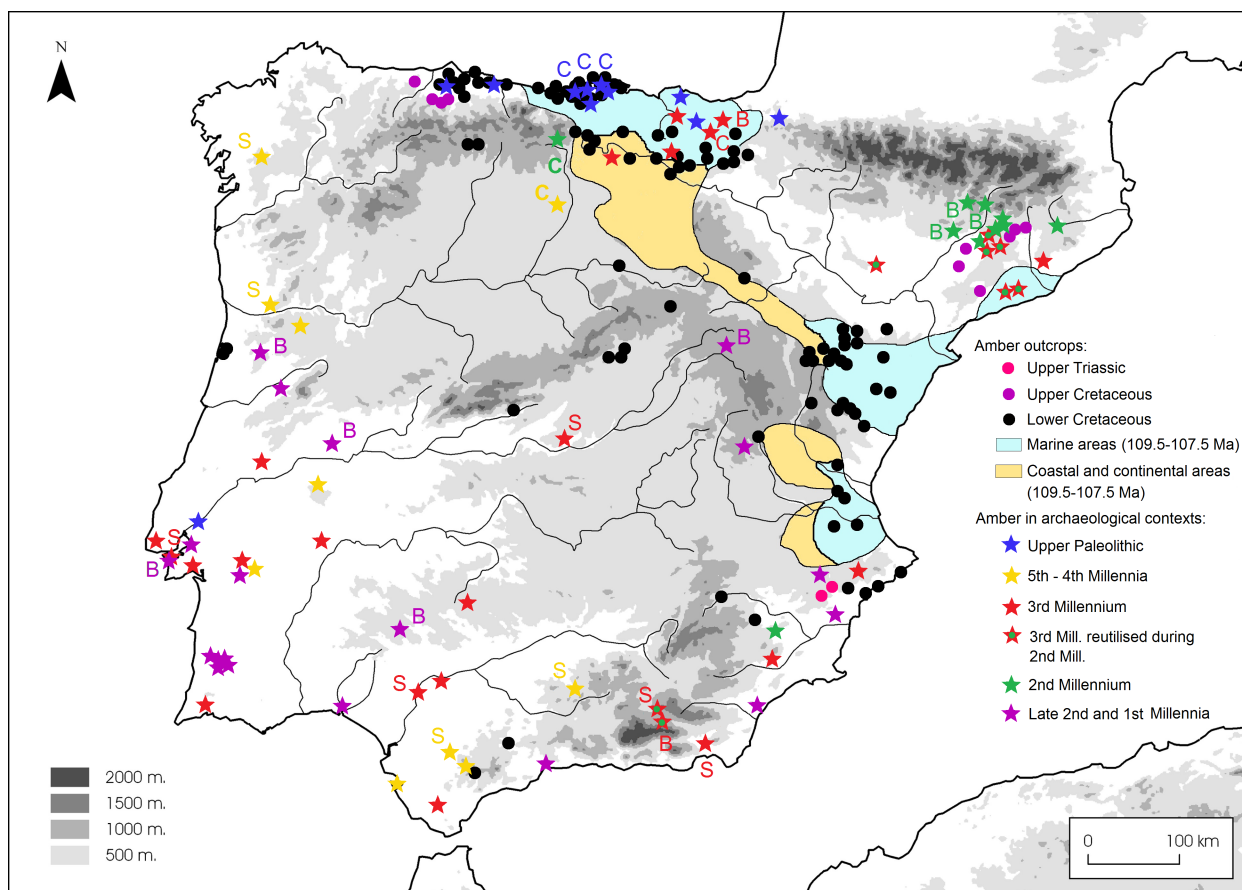 N
C C C
B
C
S
C
C
B
B
B
S
B
B
B
S
S
B
B
S
S
S
B
S
S
Amber outcrops:
Upper Triassic
Upper Cretaceous
Lower Cretaceous
Marine areas (109.5-107.5 Ma)
Coastal and continental areas
(109.5-107.5 Ma)
Amber in archaeological contexts:
Upper Paleolithic
5th - 4th Millennia
3rd Millennium
3rd Mill. reutilised during
2nd Mill.
2nd Millennium
Late 2nd and 1st Millennia
2000 m.
1500 m.
1000 m.
500 m.
0 100 km